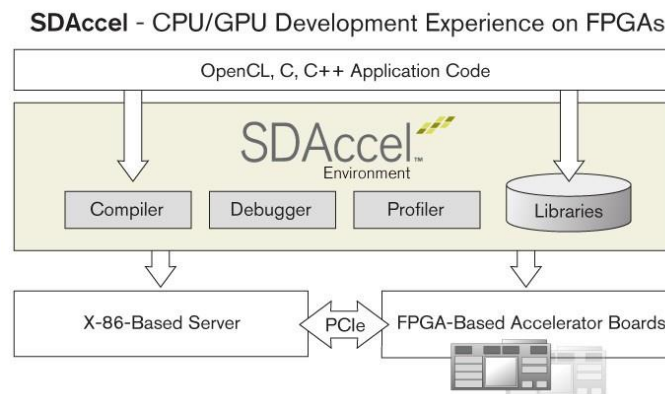 SDAccel - CPU/GPU Development Experience on FPGAs
OpenCL, C, C++ Application Code
SDAccel™
Environment
Compiler
Debugger
Profiler
Libraries
X-86-Based Server
PCIe
FPGA-Based Accelerator Boards